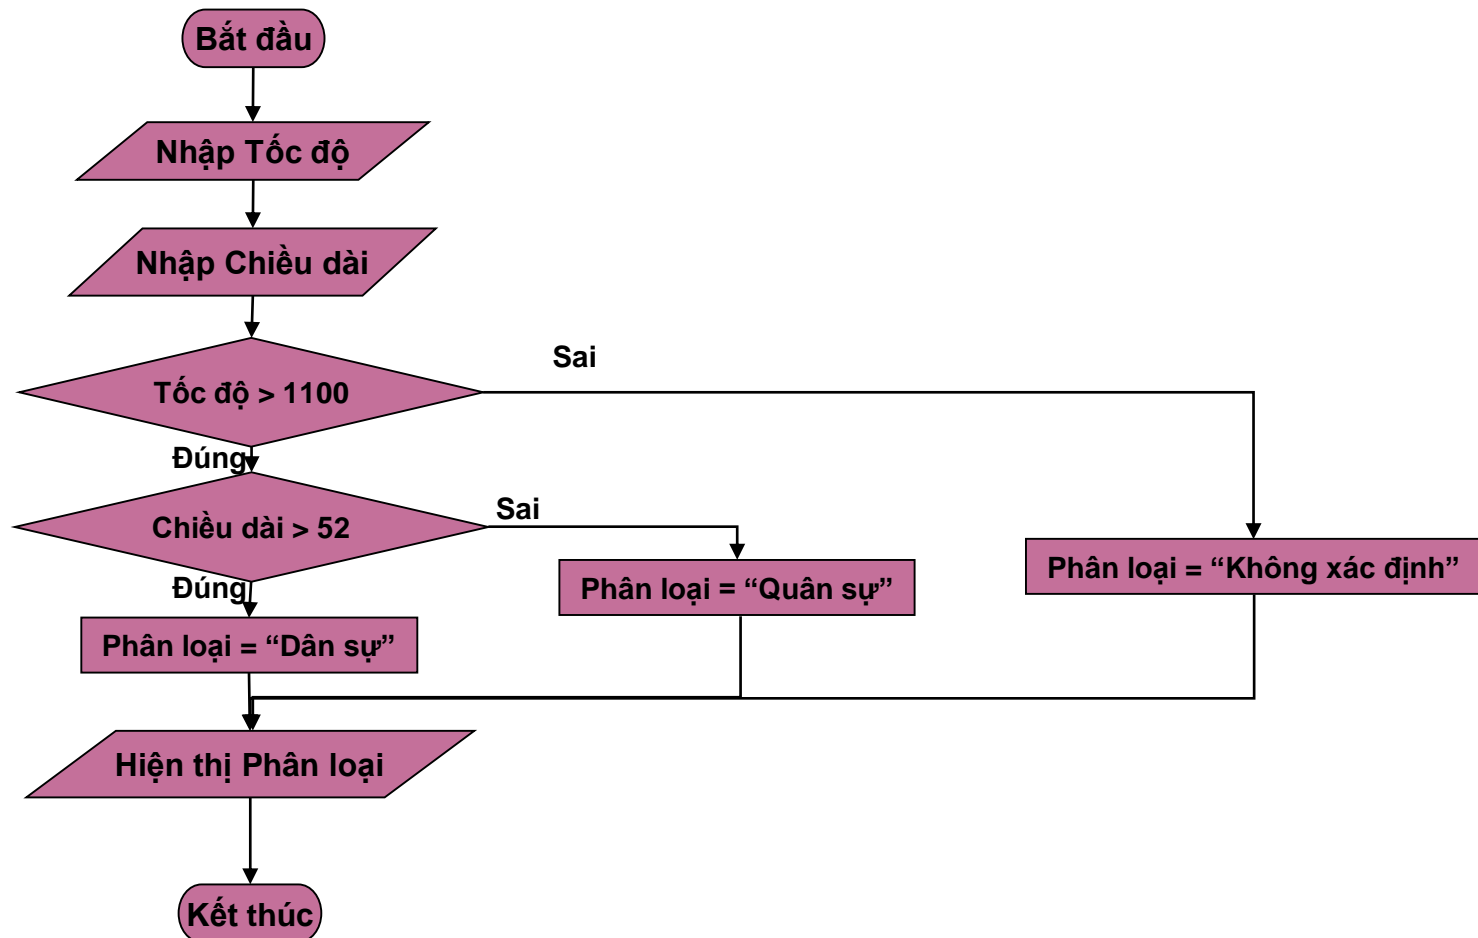 Bắt đầu
Nhập Tốc độ
Nhập Chiều dài
Sai
Tốc độ > 1100
Đúng
Sai
Chiều dài > 52
Phân loại = “Không xác định”
Đúng
Phân loại = “Quân sự”
Phân loại = “Dân sự”
Hiện thị Phân loại
Kết thúc